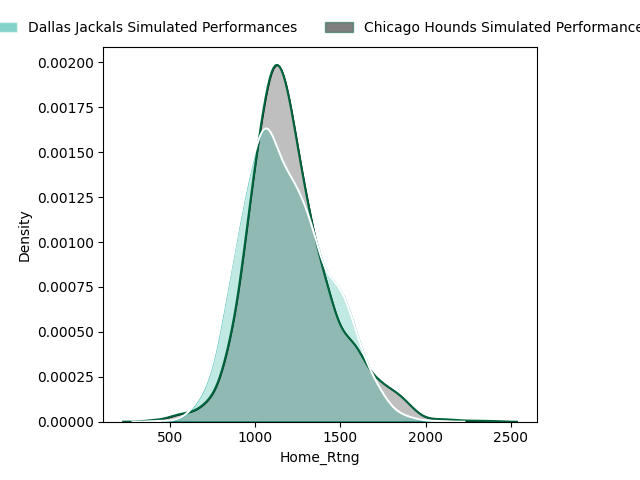 Dallas Jackals Simulated Performances
Chicago Hounds Simulated Performance
0.00200
0.00175
0.00150
0.00125
0.00100
0.00075
0.00050
0.00025
0.00000
Density
500 1000 1500 2000 2500
Home_Rtng